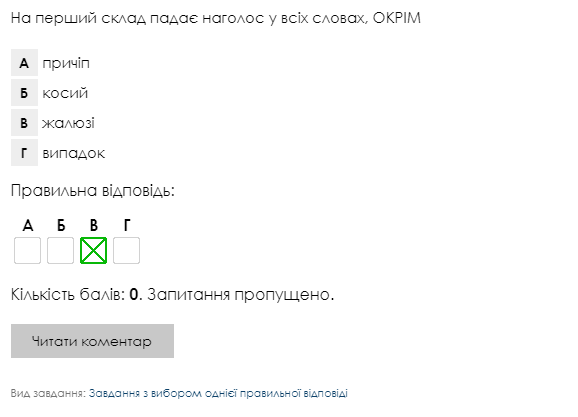 На перший склад падає наголос у всіх словах, ОКРІМ
А причіп
Б косий
В жалюзі
Г випадок
Правильна відповідь:
А Б В Г
Кількість балів: 0. Запитання пропущено.
Читати коментар
Вид завдання: Завдання з вибором однієї правильної відповіді